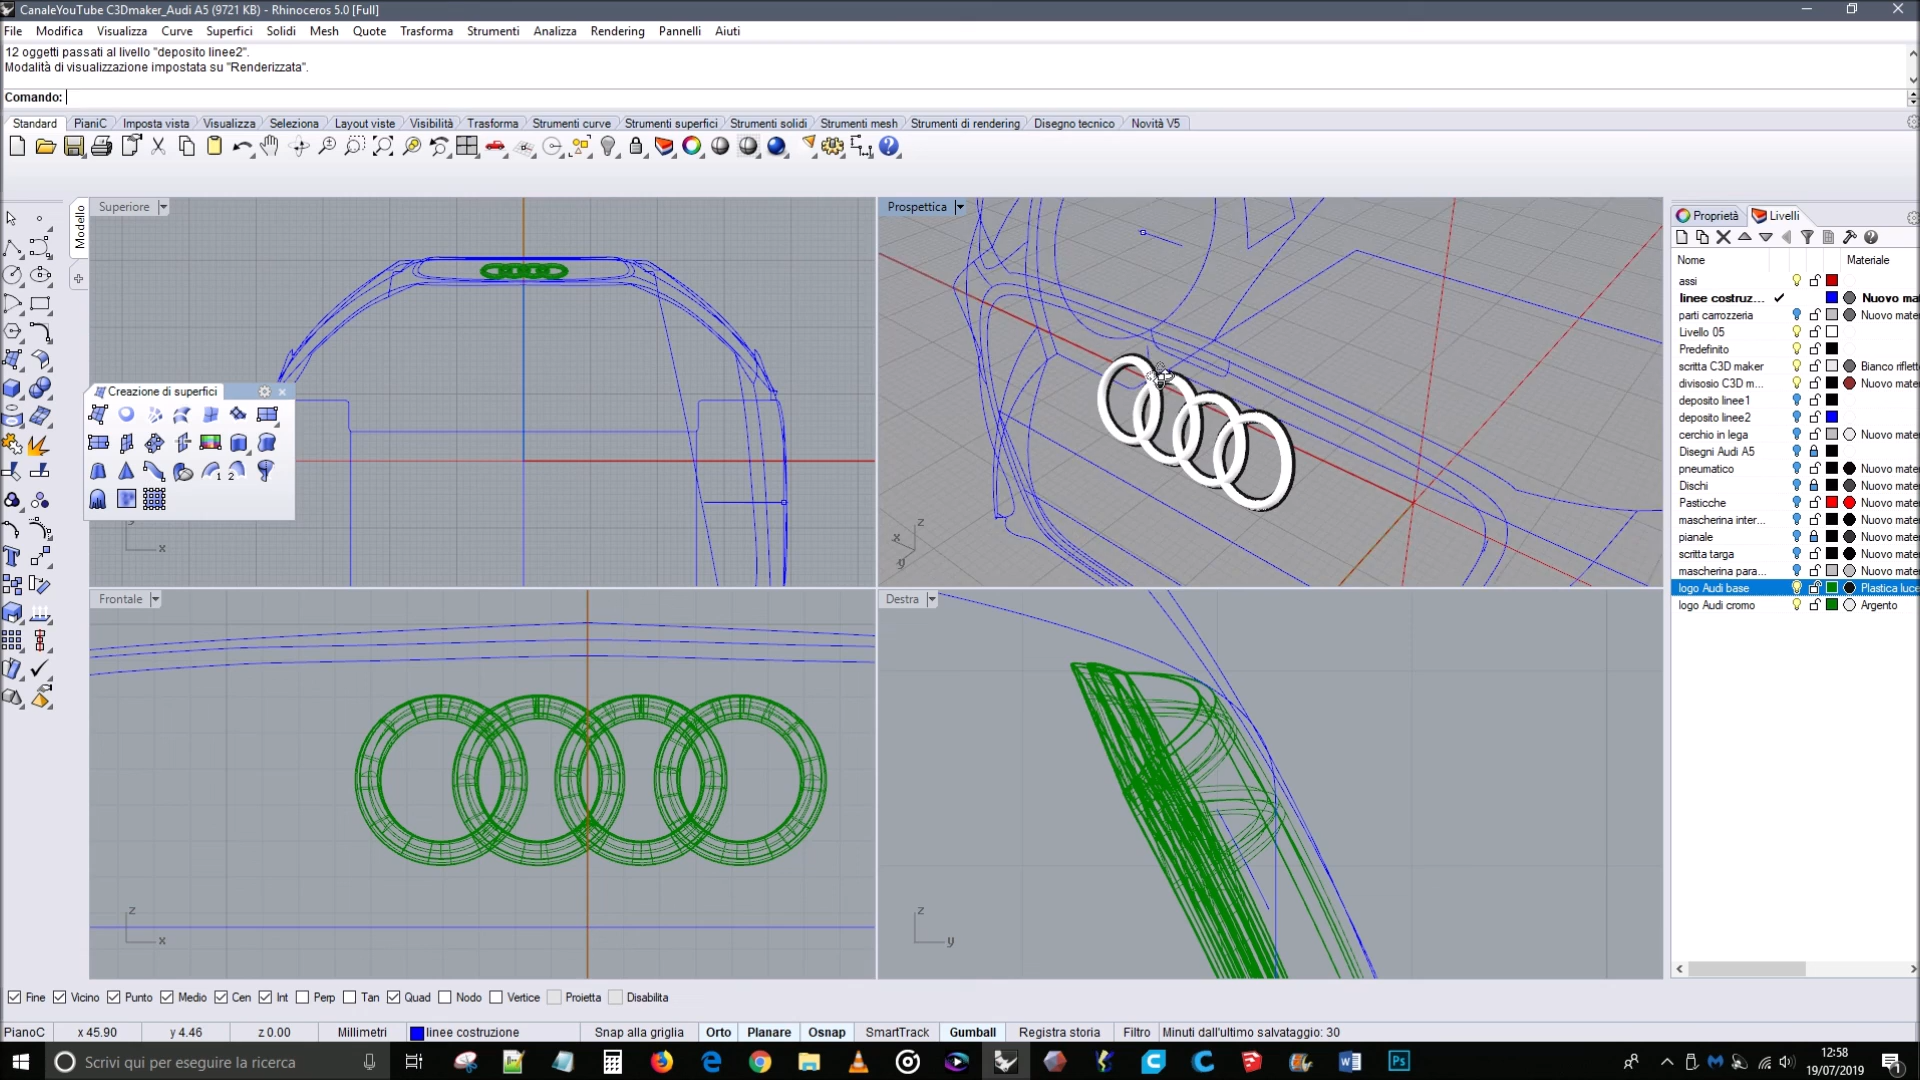 CanaleYouTube C3Dmaker_Audi A5 (9721 KB) - Rhinoceros 5.0 [Full]
File Modifica Visualizza Curve Superfici Solidi Mesh Quote Trasforma Strumenti Analizza Rendering Pannelli Aiuti
12 oggetti passati al livello "deposito linee2".
Modalità di visualizzazione impostata su "Renderizzata".
Comando:
Standard PianiC Imposta vista Visualizza Seleziona Layout viste Visibilità Trasforma Strumenti curve Strumenti superfici Strumenti solidi Strumenti mesh Strumenti di rendering Disegno tecnico Novità V5
Modello
Superiore
Prospettica
Proprietà Livelli
Nome Materiale
assi
linee costruz... Nuovo ma
parti carrozzeria Nuovo mate
Livello 05
Predefinito
scritta C3D maker Bianco riflett
divisosio C3D m... Nuovo mate
deposito linee1
deposito linee2
cerchio in lega Nuovo mate
Disegni Audi A5
pneumatico Nuovo mate
Dischi Nuovo mate
Pasticche Nuovo mate
mascherina inter... Nuovo mate
pianale Nuovo mate
scritta targa Nuovo mate
mascherina para... Nuovo mate
logo Audi base Plastica luce
logo Audi cromo Argento
Creazione di superfici
1 2
x
z
x
y
Frontale
Destra
z
x
z
y
Fine Vicino Punto Medio Cen Int Perp Tan Quad Nodo Vertice Proietta Disabilita
PianoC x 45.90 y 4.46 z 0.00 Millimetri linee costruzione Snap alla griglia Orto Planare Osnap SmartTrack Gumball Registra storia Filtro Minuti dall'ultimo salvataggio: 30
Scrivi qui per eseguire la ricerca
12:58
19/07/2019
1